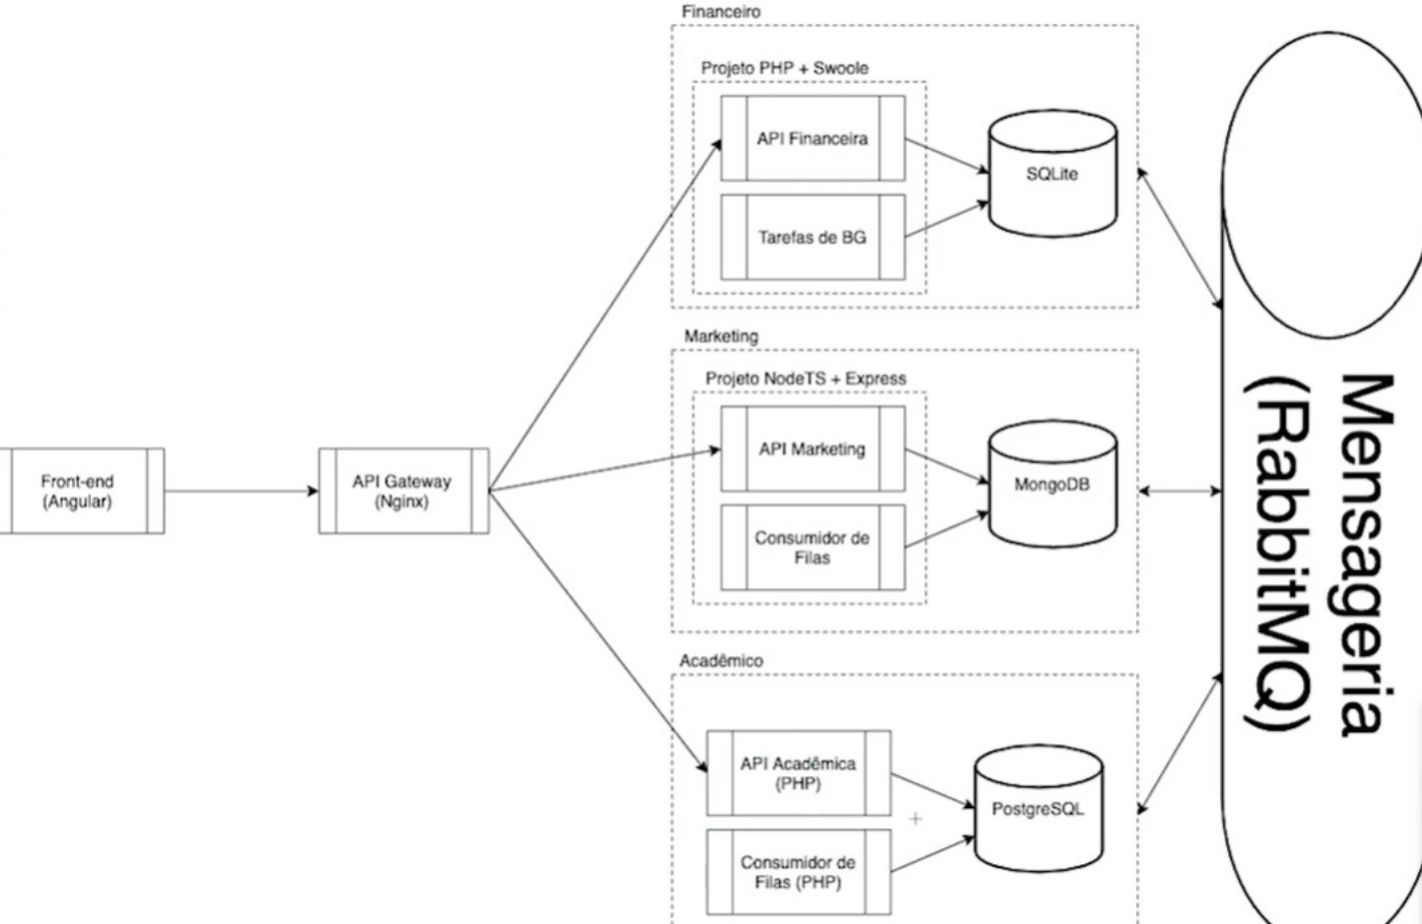 Financeiro
Projeto PHP + Swoole
API Financeira
SQLite
Tarefas de BG
Marketing
Projeto NodeTS + Express
API Marketing
MongoDB
Consumidor de
Filas
Front-end
(Angular)
API Gateway
(Nginx)
Acadêmico
API Acadêmica
(PHP)
PostgreSQL
Consumidor de
Filas (PHP)
Mensageria
(RabbitMQ)